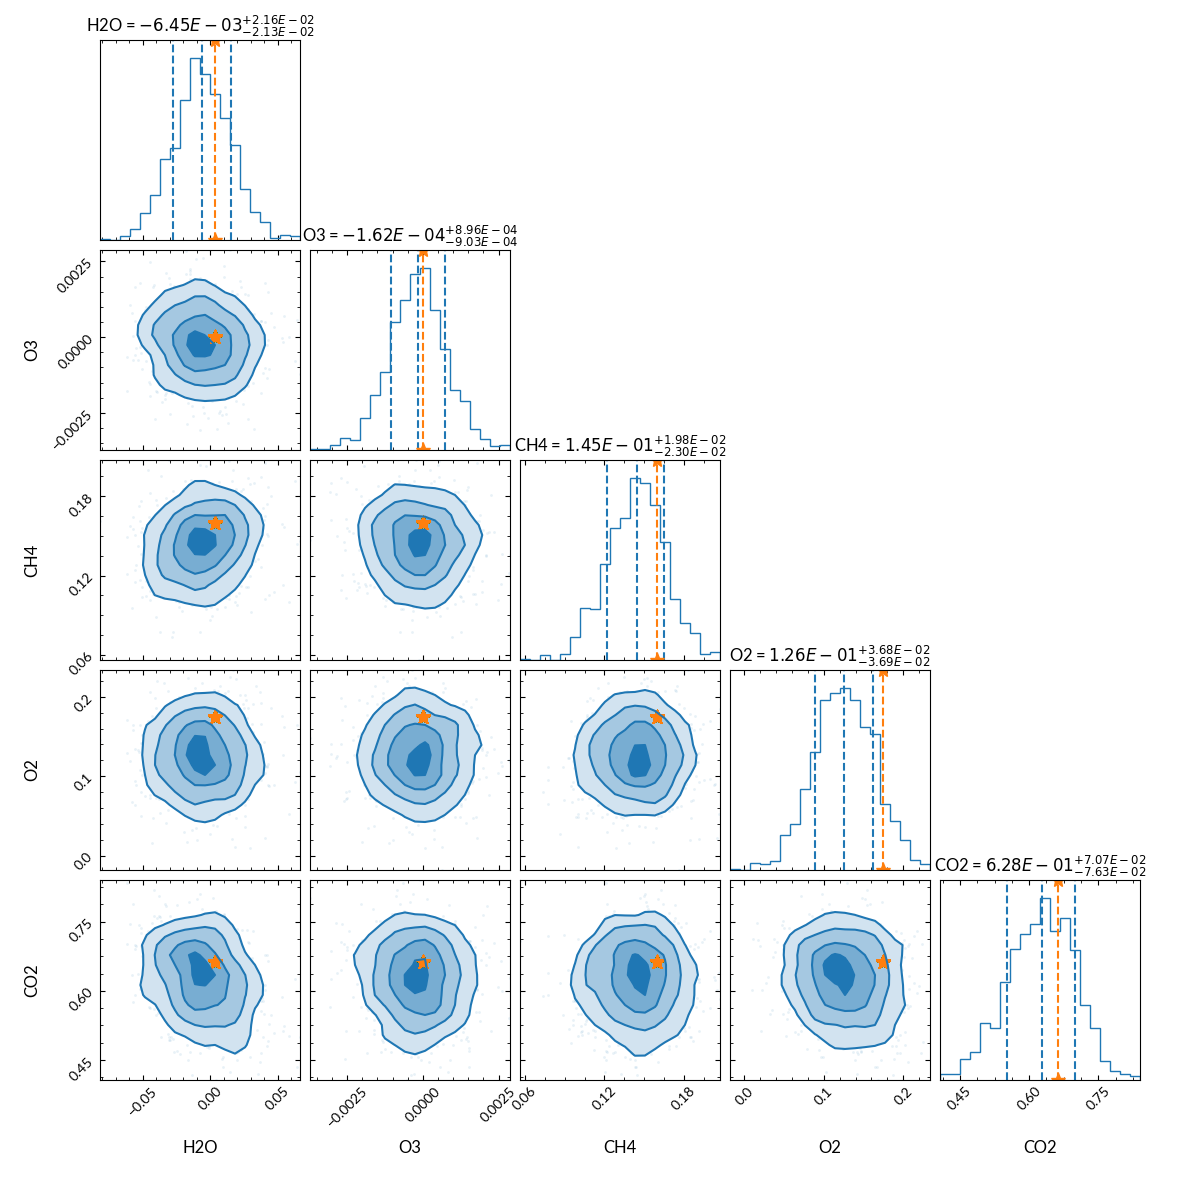 H2O = −6.45E − 03 +2.16E − 02 −2.13E − 02
O3 = −1.62E − 04 +8.96E − 04 −9.03E − 04
0.0025
0.0000
−0.0025
O3
CH4 = 1.45E − 01 +1.98E − 02 −2.30E − 02
0.18
0.12
0.06
CH4
O2 = 1.26E − 01 +3.68E − 02 −3.69E − 02
0.2
0.1
0.0
O2
CO2 = 6.28E − 01 +7.07E − 02 −7.63E − 02
0.75
0.60
0.45
CO2
−0.05 0.00 0.05 −0.0025 0.0000 0.0025 0.06 0.12 0.18 0.0 0.1 0.2 0.45 0.60 0.75
H2O O3 CH4 O2 CO2